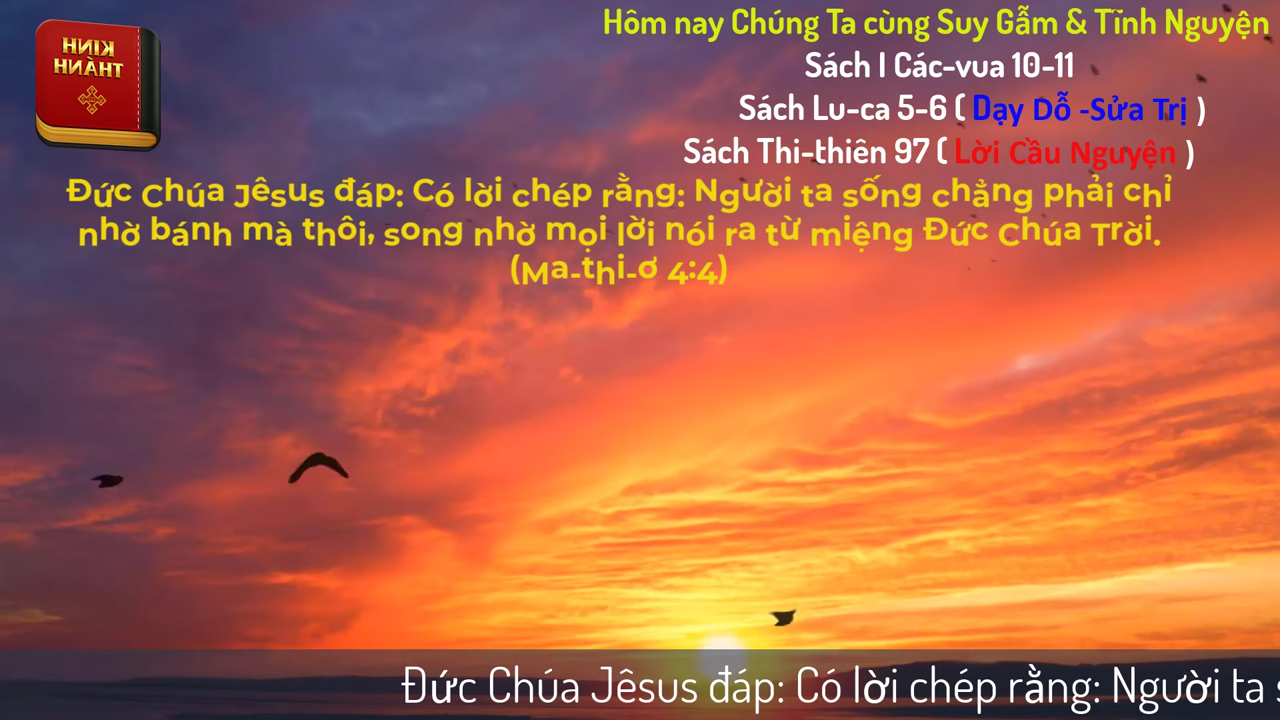 KINH
THÀNH
Hôm nay Chúng Ta cùng Suy Gẫm & Tĩnh Nguyện
Sách I Các-vua 10-11
Sách Lu-ca 5-6 ( Dạy Dỗ -Sửa Trị )
Sách Thi-thiên 97 ( Lời Cầu Nguyện )
Đức Chúa Jêsus đáp: Có lời chép rằng: Người ta sống chẳng phải chỉ
nhờ bánh mà thôi, song nhờ mọi lời nói ra từ miệng Đức Chúa Trời.
(Ma-thi-ơ 4:4)
Đức Chúa Jêsus đáp: Có lời chép rằng: Người ta